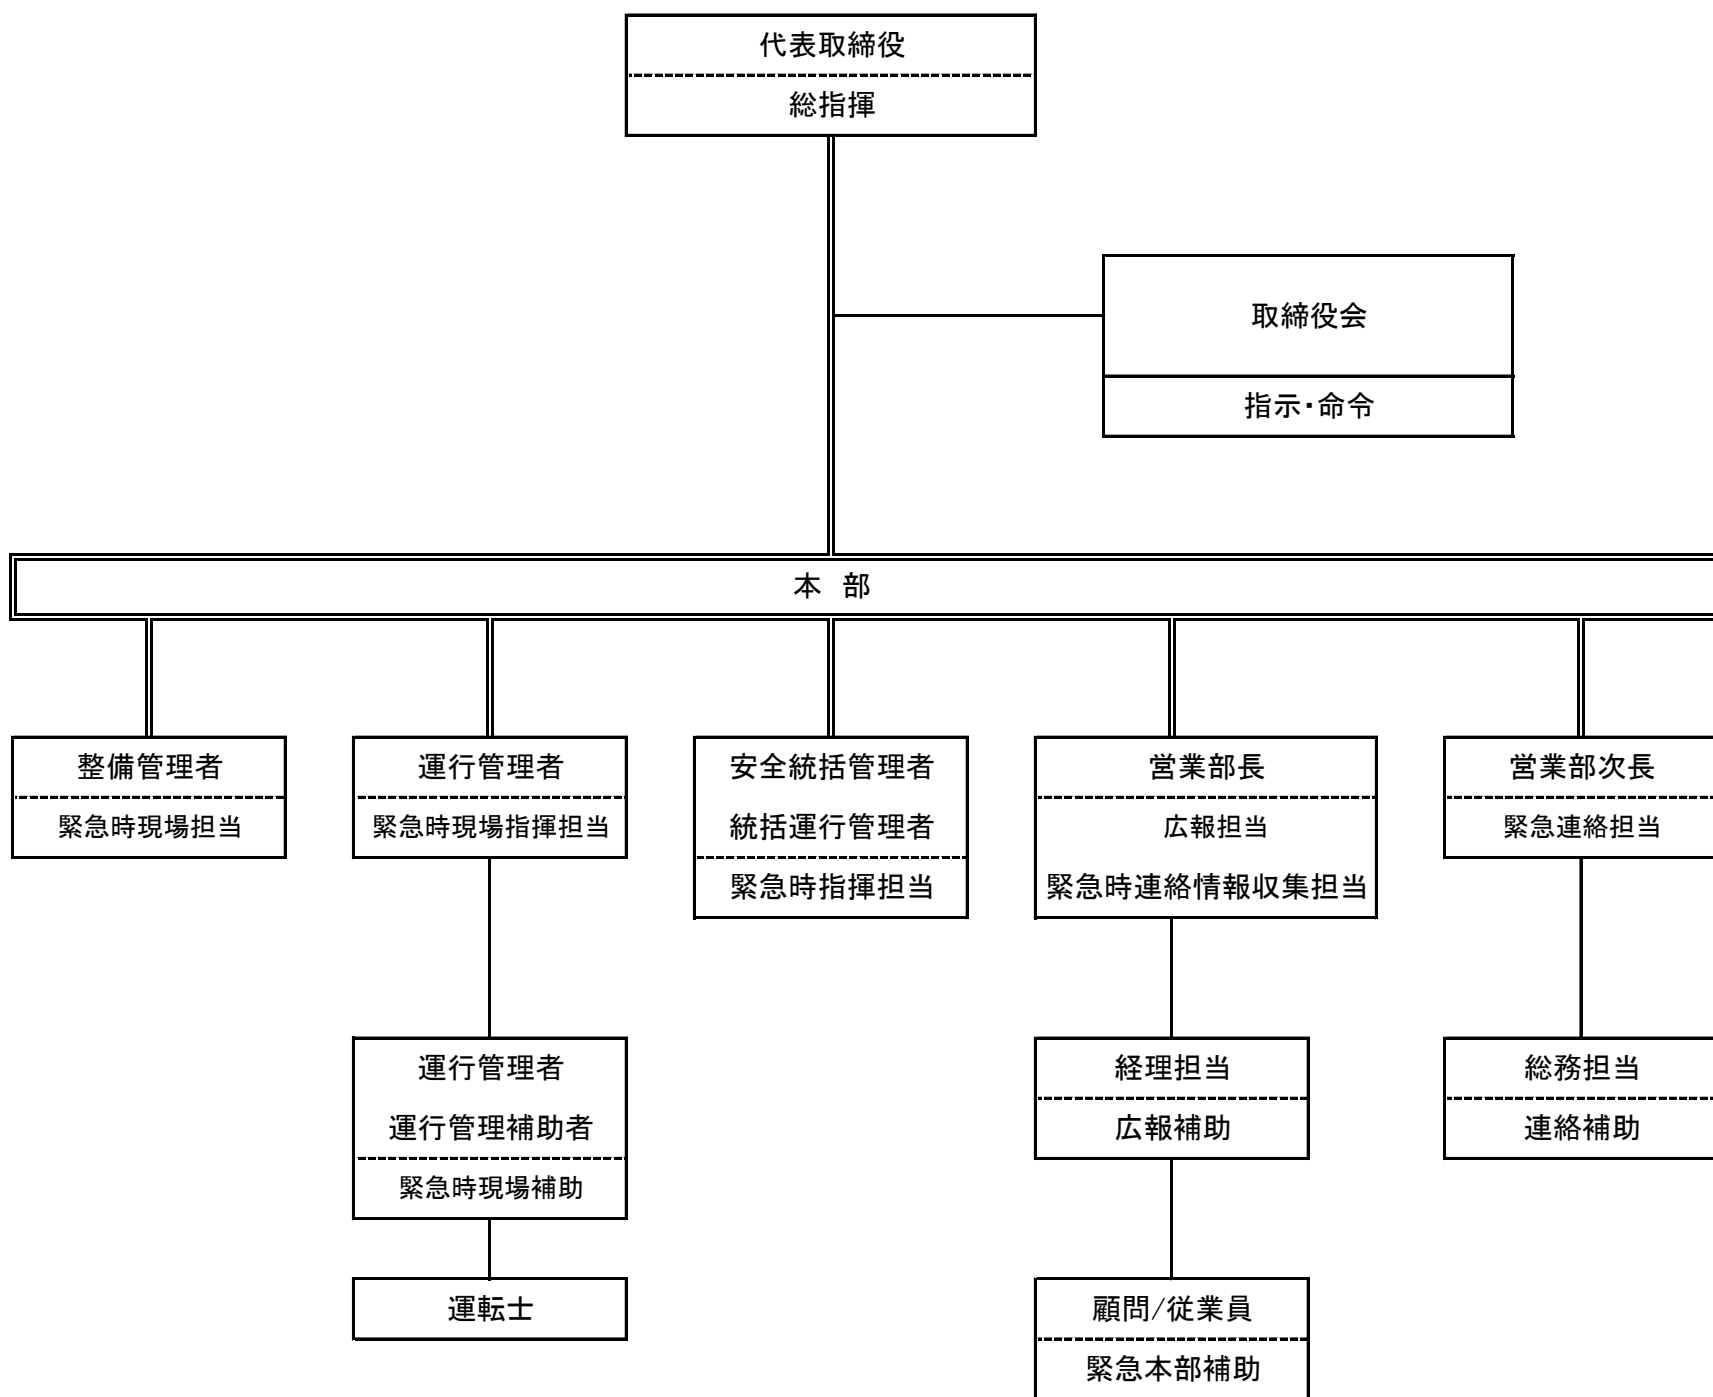 代表取締役
総指揮
取締役会
指示・命令
本 部
整備管理者
緊急時現場担当
運行管理者
緊急時現場指揮担当
安全統括管理者
統括運行管理者
緊急時指揮担当
営業部長
広報担当
緊急時連絡情報収集担当
営業部次長
緊急連絡担当
運行管理者
運行管理補助者
緊急時現場補助
経理担当
広報補助
総務担当
連絡補助
運転士
顧問/従業員
緊急本部補助